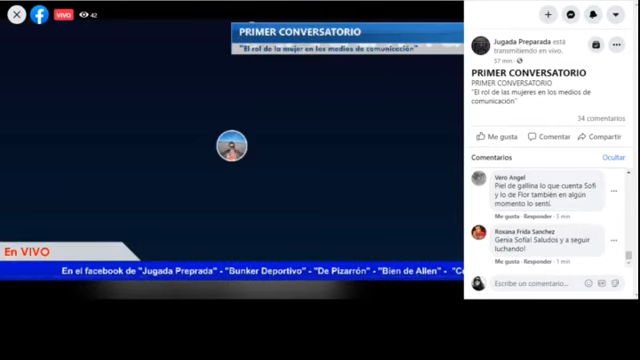 VIVO
42
PRIMER CONVERSATORIO
"El rol de la mujer en los medios de comunicación"
En VIVO
En el facebook de "Jugada Preprada" - "Bunker Deportivo" - "De Pizarrón" - "Bien de Allen" - "Ce
Jugada Preparada está
transmitiendo en vivo.
57 min
PRIMER CONVERSATORIO
PRIMER CONVERSATORIO
"El rol de las mujeres en los medios de
comunicación"
34 comentarios
Me gusta
Comentar
Compartir
Comentarios
Ocultar
Vero Angel
Piel de gallina lo que cuenta Sofi
y lo de Flor también en algún
momento lo sentí.
Me gusta · Responder · 3 min
Roxana Frida Sanchez
Genia Sofía! Saludos y a seguir
luchando!
Me gusta · Responder · 1 min
Escribe un comentario...